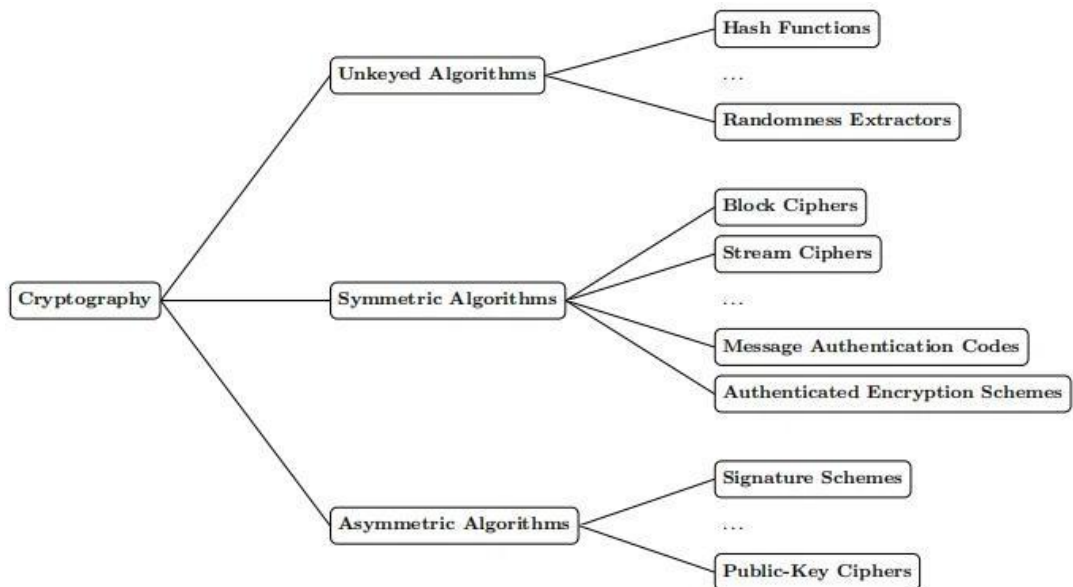 Hash Functions
Unkeyed Algorithms
...
Randomness Extractors
Block Ciphers
Stream Ciphers
Cryptography
Symmetric Algorithms
...
Message Authentication Codes
Authenticated Encryption Schemes
Signature Schemes
Asymmetric Algorithms
...
Public-Key Ciphers